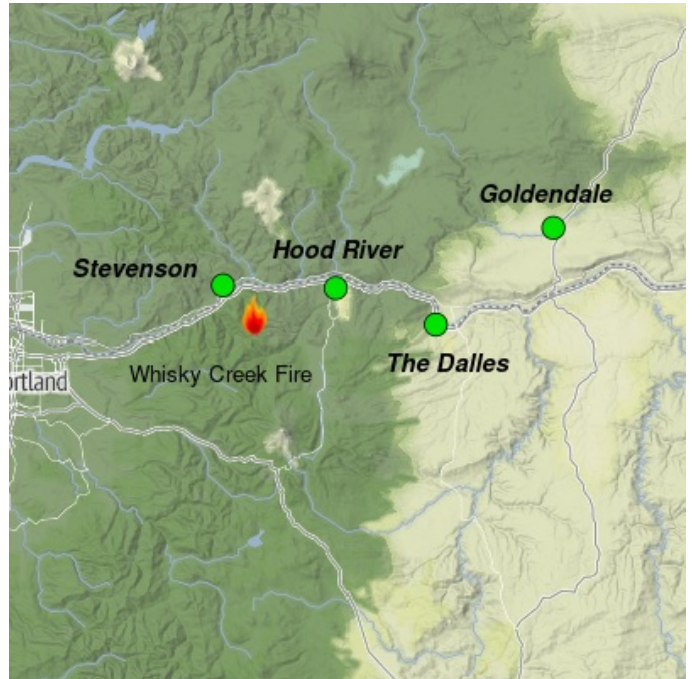 Goldendale
Hood River
Stevenson
The Dalles
Whisky Creek Fire
ortland